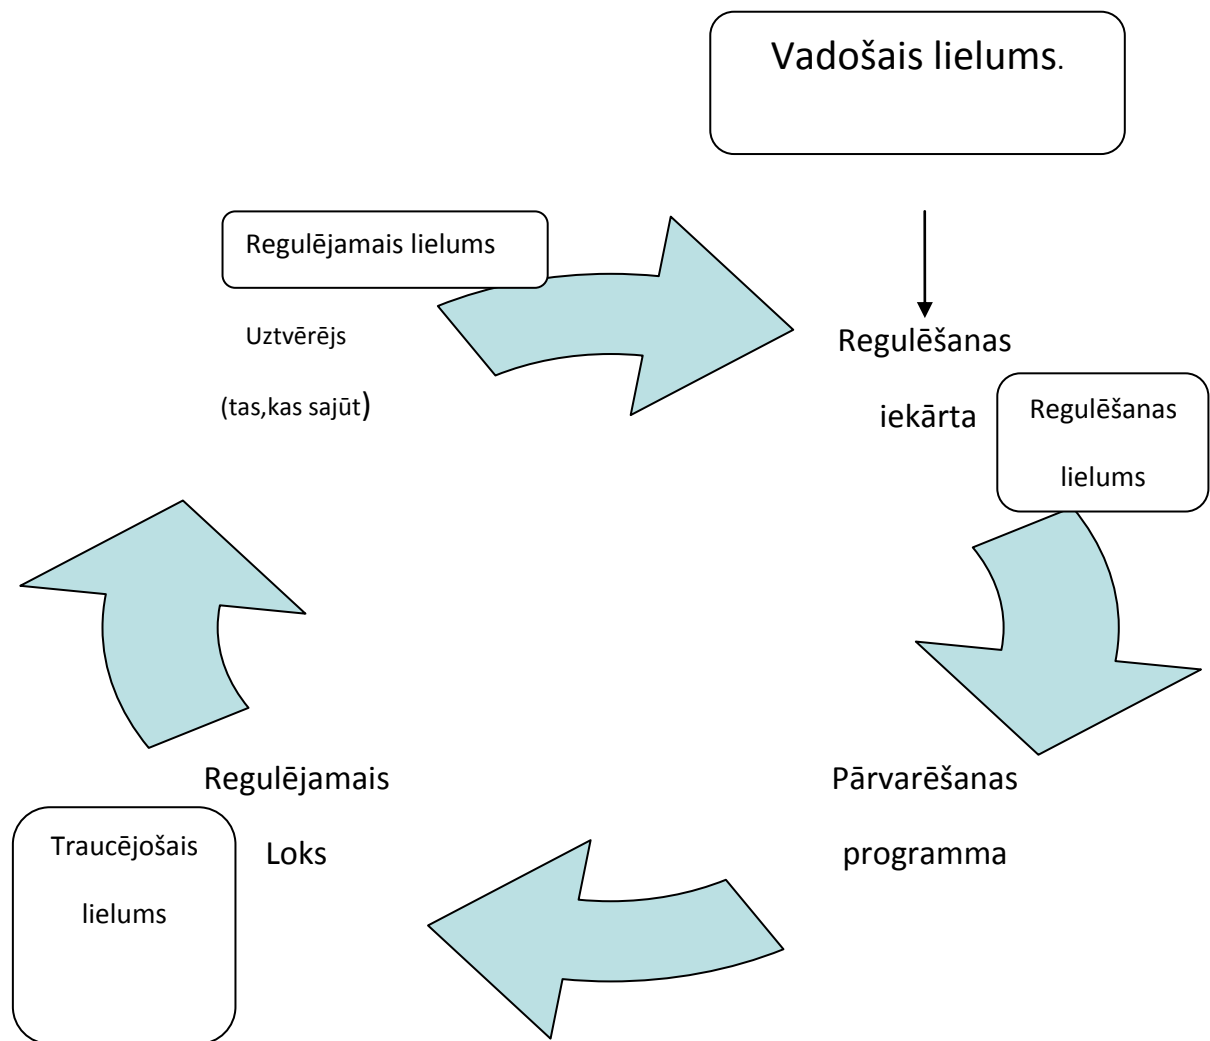 Vadošais lielums.
Regulējamais lielums
Uztvērējs
(tas,kas sajūt)
Regulēšanas
iekārta
Regulēšanas
lielums
Regulējamais
Loks
Traucējošais
lielums
Pārvarēšanas
programma